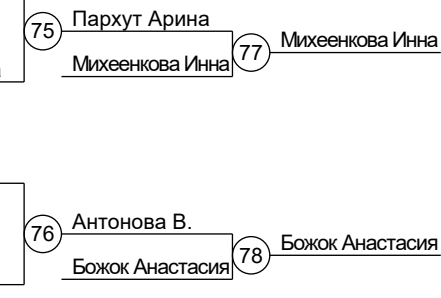 75
Пархут Арина
Михеенкова Инна
77
Михеенкова Инна
76
Антонова В.
Божок Анастасия
78
Божок Анастасия